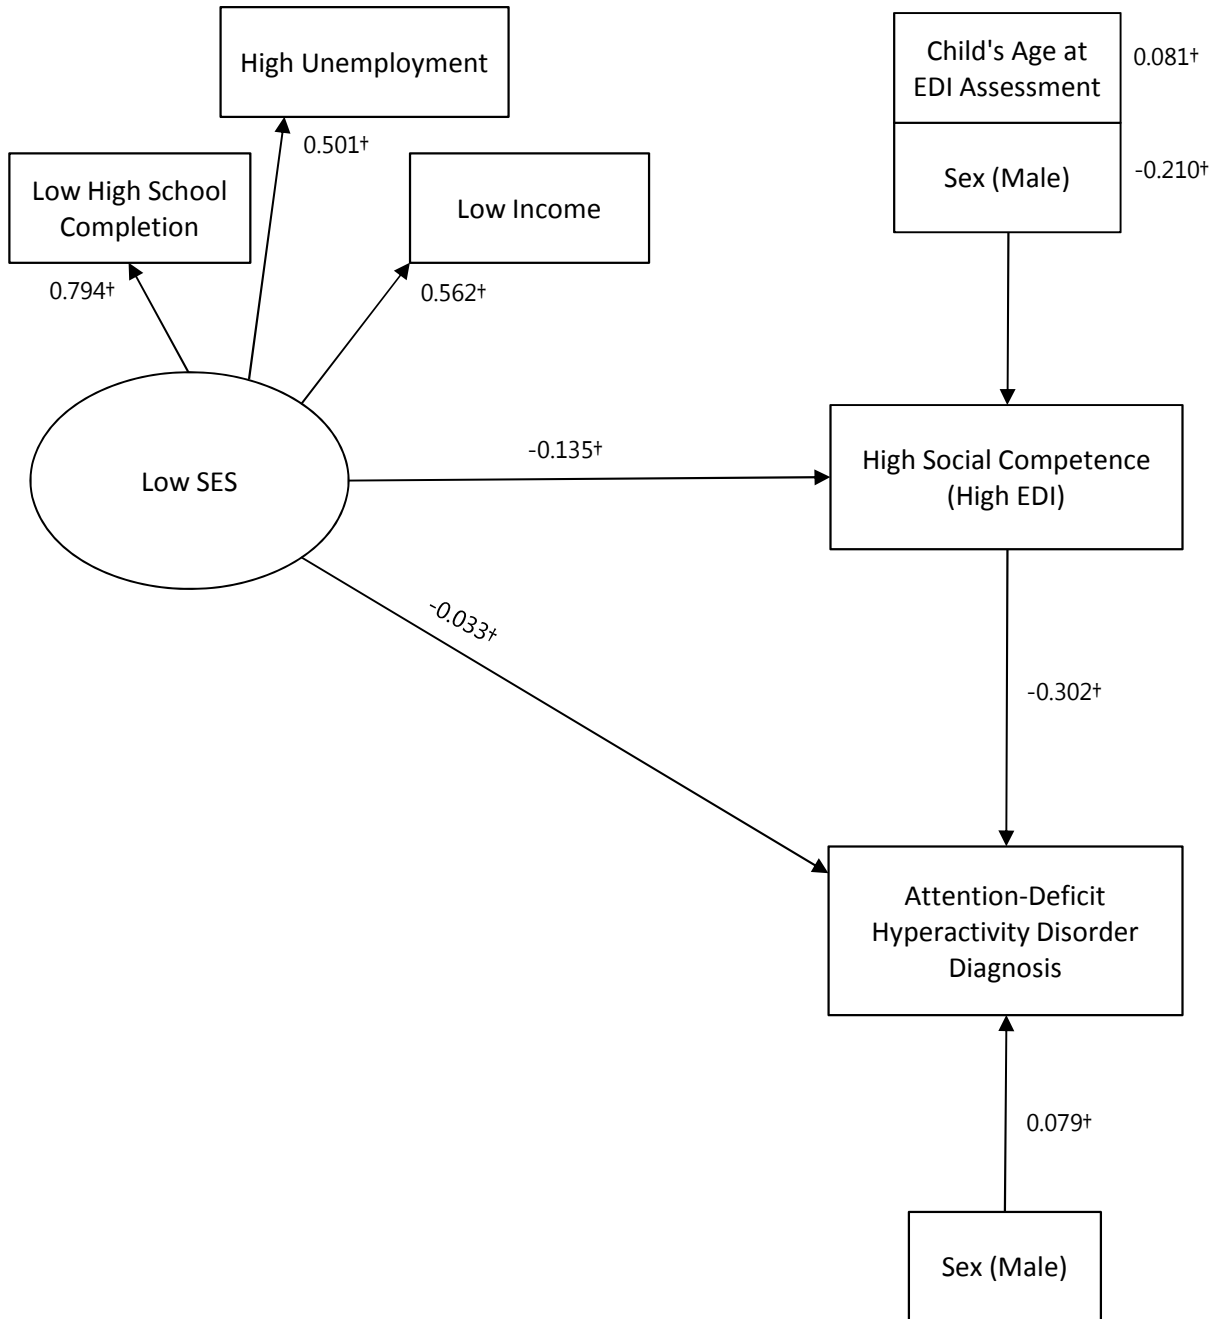 High Unemployment
0.501†
Low High School
Completion
0.794†
Low Income
0.562†
Child's Age at
EDI Assessment
0.081†
Sex (Male)
-0.210†
Low SES
-0.135†
High Social Competence
(High EDI)
-0.033†
-0.302†
Attention-Deficit
Hyperactivity Disorder
Diagnosis
0.079†
Sex (Male)